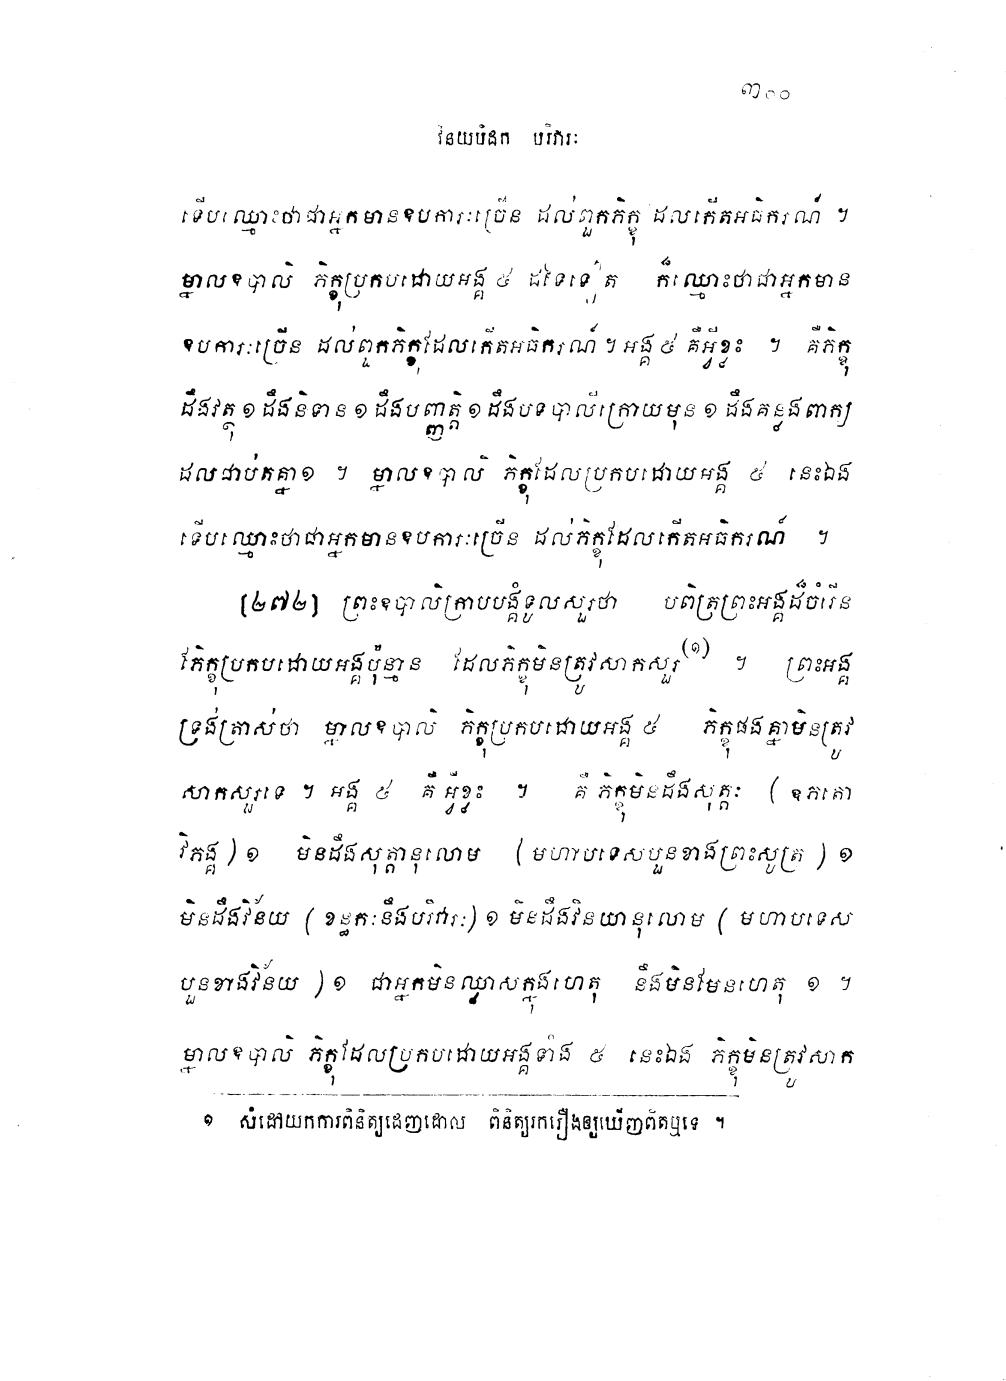 ៣០០
វិនយបិដក បរិវារៈ
ទើបឈ្មោះថាជាអ្នកមានឧបការៈច្រើន ដល់ពួកភិក្ខុ ដែលកើតអធិករណ៍ ។
ម្នាលឧបាលិ ភិក្ខុប្រកបដោយអង្គ ៥ ដទៃទៀត ក៏ឈ្មោះថាជាអ្នកមាន
ឧបការៈច្រើន ដល់ពួកភិក្ខុដែលកើតអធិករណ៍ ។ អង្គ ៥ គឺអ្វីខ្លះ ។ គឺភិក្ខុ
ដឹងវត្ថុ ១ ដឹងនិទាន ១ ដឹងបញ្ញត្តិ ១ ដឹងបទបាលីក្រោយមុន ១ ដឹងគន្លងពាក្យ
ដែលជាប់តគ្នា ១ ។ ម្នាលឧបាលិ ភិក្ខុដែលប្រកបដោយអង្គ ៥ នេះឯង
ទើបឈ្មោះថាជាអ្នកមានឧបការៈច្រើន ដល់ភិក្ខុដែលកើតអធិករណ៍ ។
[២៧២] ព្រះឧបាលិក្រាបបង្គំទូលសួរថា បពិត្រព្រះអង្គដ៏ចំរើន
ភិក្ខុប្រកបដោយអង្គប៉ុន្មាន ដែលភិក្ខុមិនត្រូវសាកសួរ(១) ។ ព្រះអង្គ
ទ្រង់ត្រាស់ថា ម្នាលឧបាលិ ភិក្ខុប្រកបដោយអង្គ ៥ ភិក្ខុផងគ្នាមិនត្រូវ
សាកសួរទេ ។ អង្គ ៥ គឺ អ្វីខ្លះ ។ គឺ ភិក្ខុមិនដឹងសុត្តៈ ( ឧភតោ
វិភង្គ ) ១ មិនដឹងសុត្តានុលោម ( មហាបទេសបួនខាងព្រះសូត្រ ) ១
មិនដឹងវិន័យ ( ខន្ធកៈនឹងបរិវារៈ ) ១ មិនដឹងវិនយានុលោម ( មហាបទេស
បួនខាងវិន័យ ) ១ ជាអ្នកមិនឈ្លាសក្នុងហេតុ នឹងមិនមែនហេតុ ១ ។
ម្នាលឧបាលិ ភិក្ខុដែលប្រកបដោយអង្គទាំង ៥ នេះឯង ភិក្ខុមិនត្រូវសាក
១ សំដៅយកការពិនិត្យដេញដោល ពិនិត្យរករឿងឲ្យឃើញពិតឬទេ ។